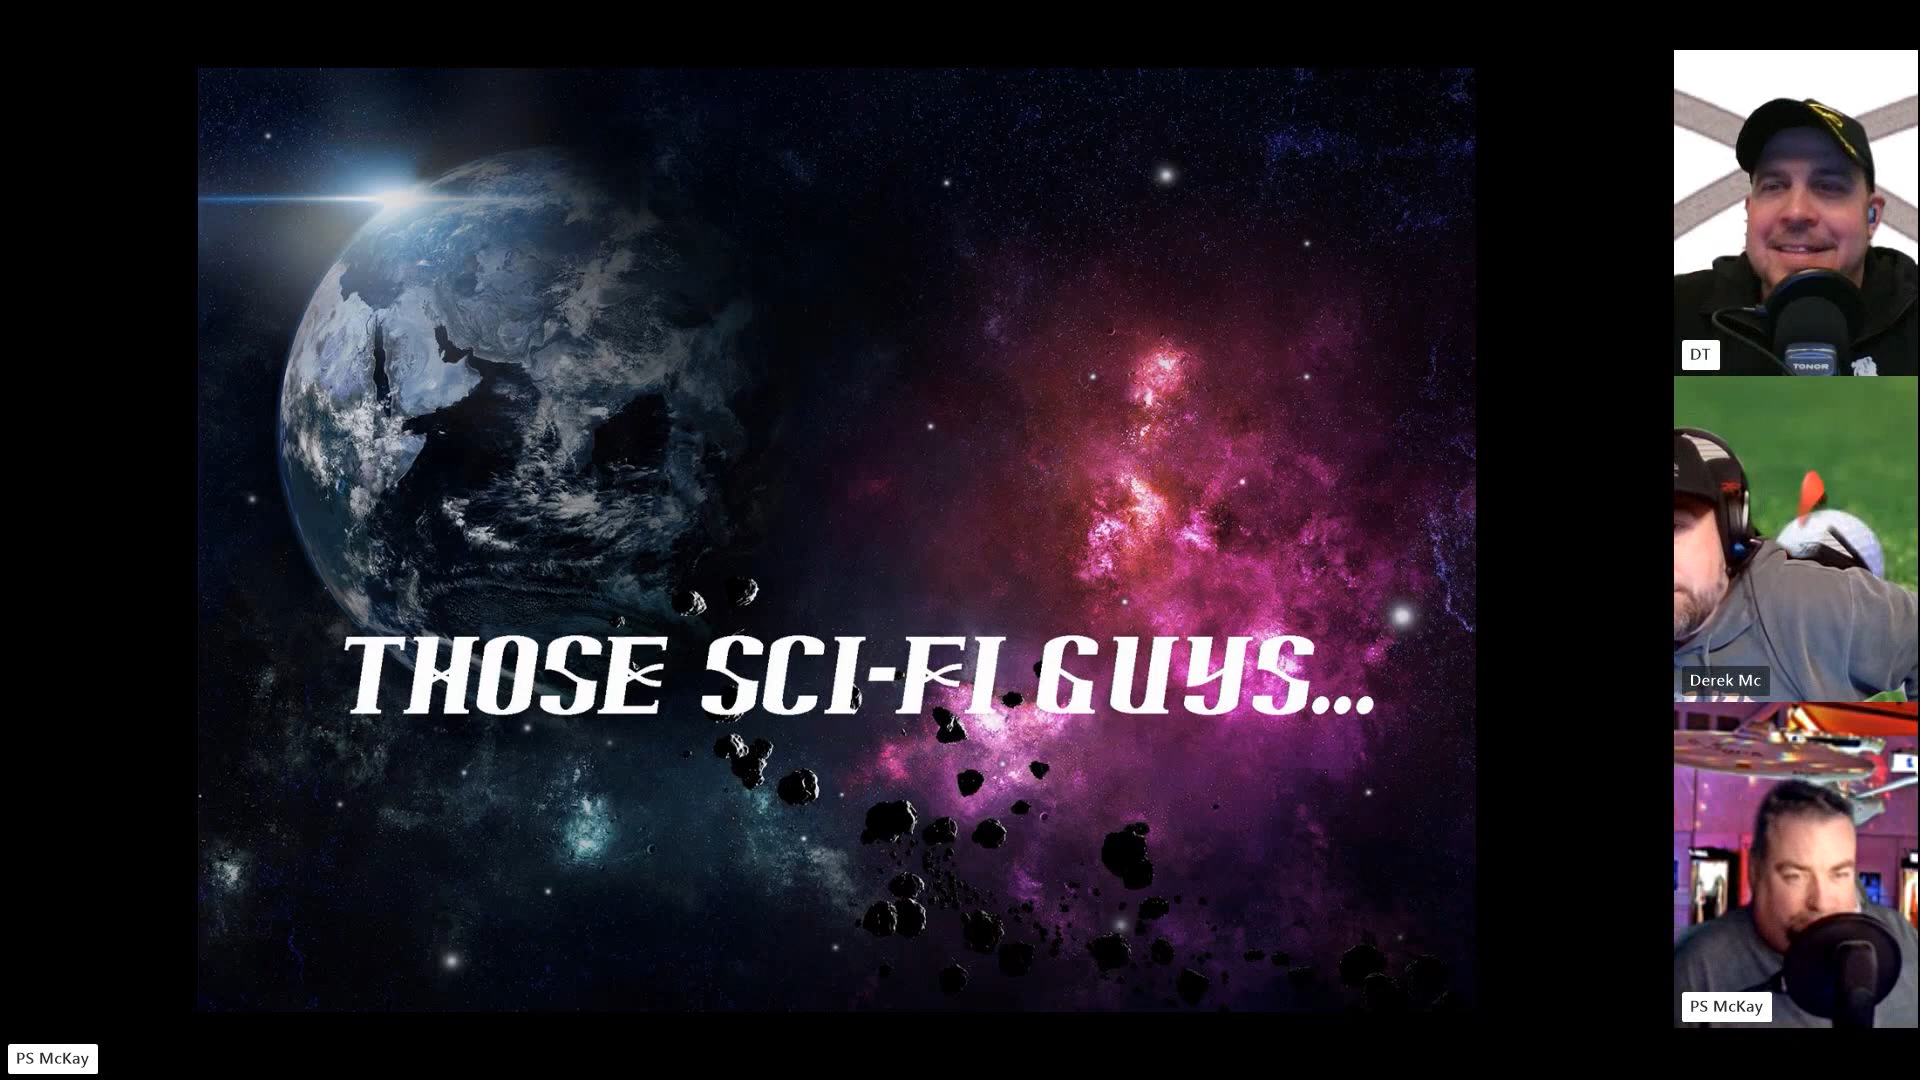 THOSE SCI-FI GUYS...
DT
TONOR
Derek Mc
PS McKay
PS McKay